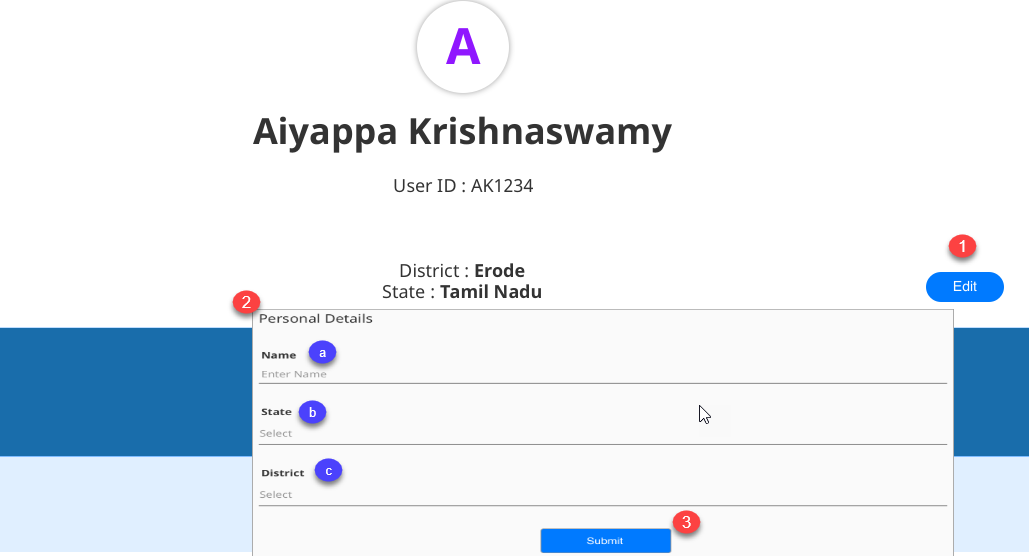 A
Aiyappa Krishnaswamy
User ID : AK1234
1
District : Erode
Edit
State : Tamil Nadu
2
Personal Details
Name a
Enter Name
State b
Select
District c
Select
3
Submit